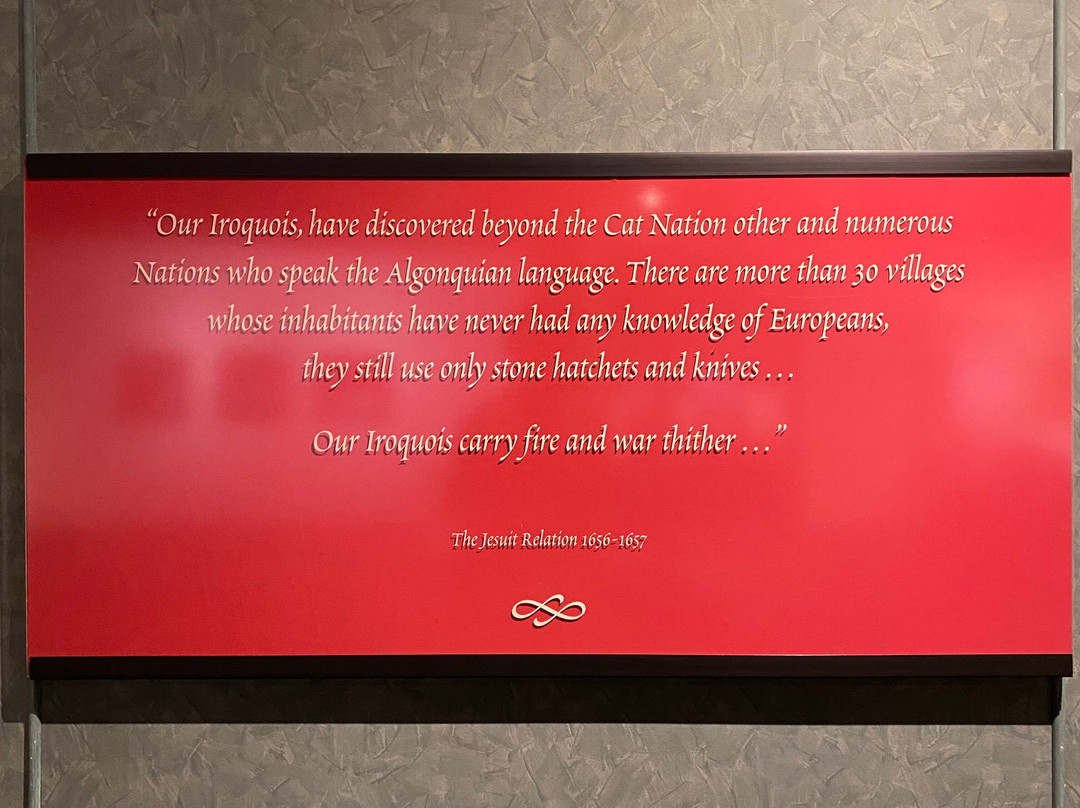 “Our Iroquois, have discovered beyond the Cat Nation other and numerous
Nations who speak the Algonquian language. There are more than 30 villages
whose inhabitants have never had any knowledge of Europeans,
they still use only stone hatchets and knives . . .
Our Iroquois carry fire and war thither . . .”
The Jesuit Relation 1656-1657